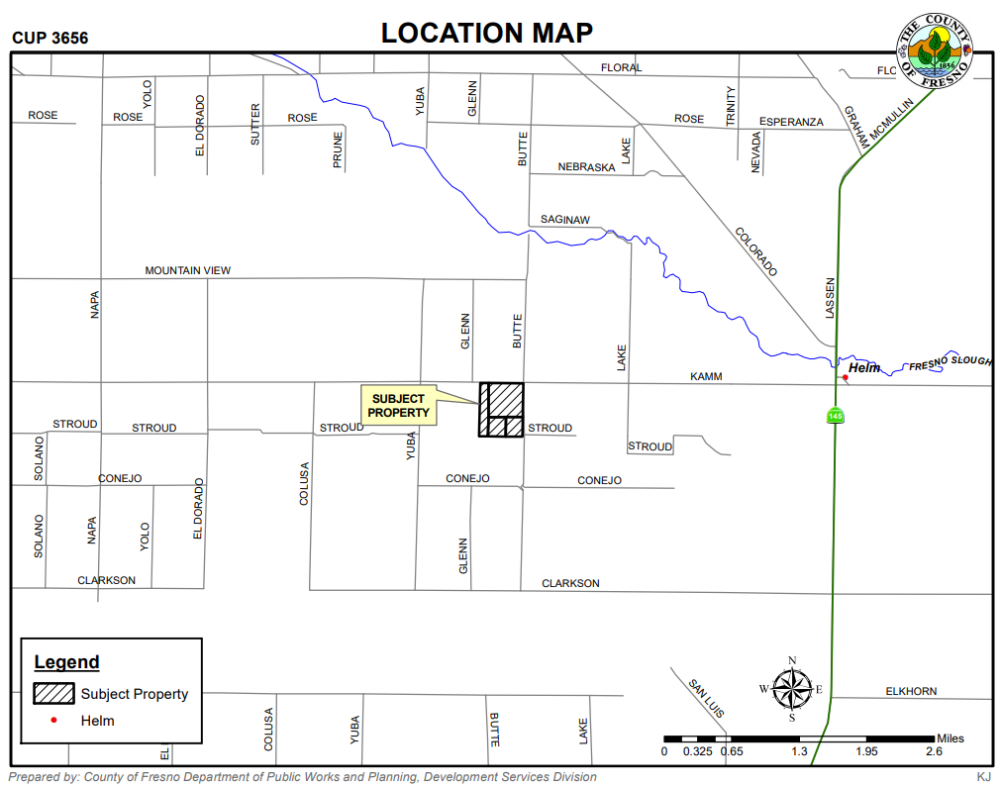 CUP 3656
LOCATION MAP
THE COUNTY OF FRESNO
1856
FLORAL
FLO
YOLO
EL DORADO
SUTTER
YUBA
GLENN
TRINITY
GRAHAM
MCMULLIN
ROSE
ROSE
ROSE
ROSE
ESPERANZA
PRUNE
BUTTE
LAKE
NEVADA
NEBRASKA
SAGINAW
COLORADO
MOUNTAIN VIEW
NAPA
GLENN
BUTTE
LAKE
LASSEN
Helm
FRESNO SLOUGH
KAMM
SUBJECT
PROPERTY
145
STROUD
STROUD
STROUD
STROUD
STROUD
YUBA
SOLANO
COLUSA
CONEJO
CONEJO
CONEJO
SOLANO
NAPA
YOLO
EL DORADO
GLENN
CLARKSON
CLARKSON
Legend
Subject Property
Helm
EL
COLUSA
YUBA
BUTTE
LAKE
SAN LUIS
N
W
E
S
ELKHORN
Miles
0 0.325 0.65 1.3 1.95 2.6
Prepared by: County of Fresno Department of Public Works and Planning, Development Services Division
KJ